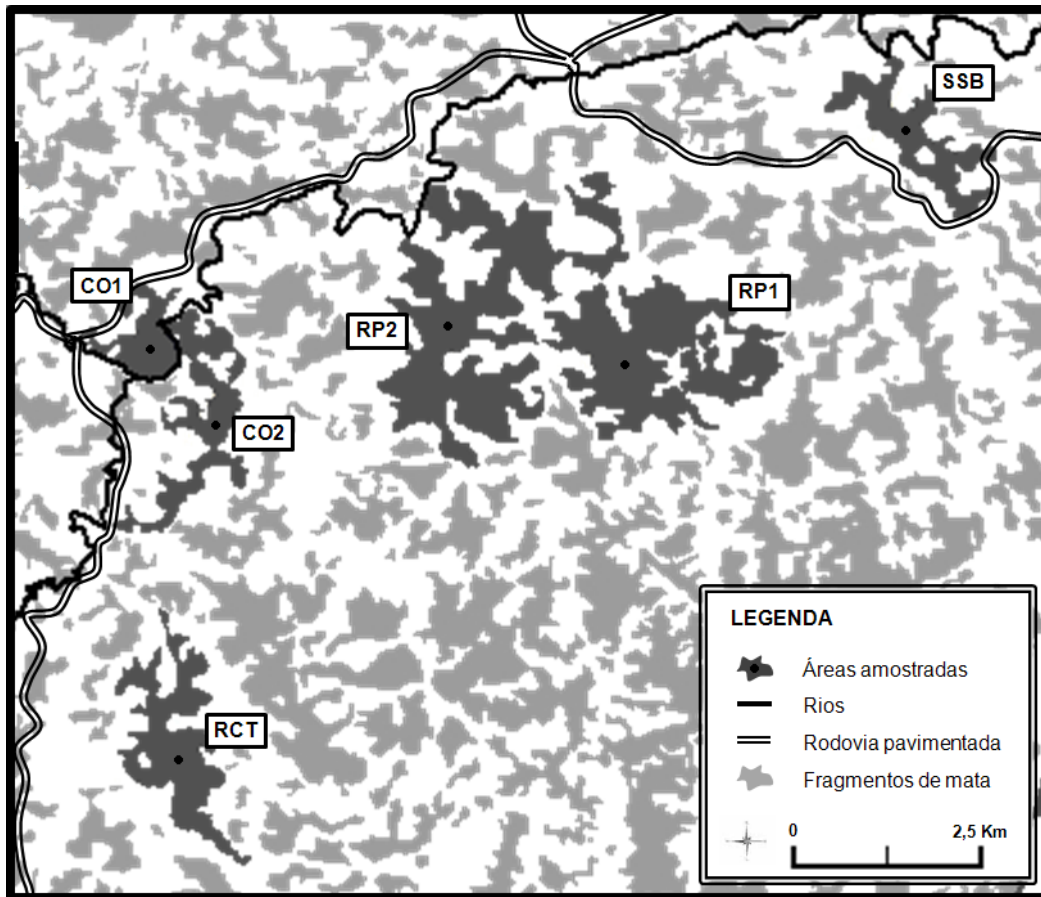 SSB
CO1
RP1
RP2
CO2
RCT
LEGENDA
Áreas amostradas
Rios
Rodovia pavimentada
Fragmentos de mata
0 2,5 Km